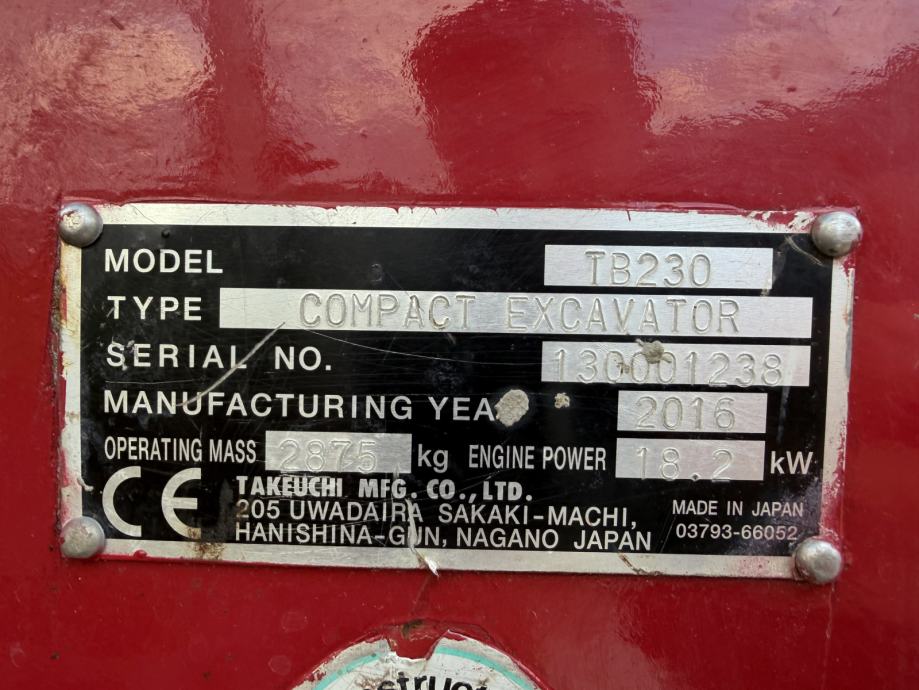 MODEL TB230
TYPE COMPACT EXCAVATOR
SERIAL NO. 130001238
MANUFACTURING YEA 2016
OPERATING MASS 2875 kg ENGINE POWER 18.2 kW
CE
TAKEUCHI MFG. CO.,LTD.
205 UWADAIRA SAKAKI-MACHI,
HANISHINA-GUN, NAGANO JAPAN
MADE IN JAPAN
03793-66052